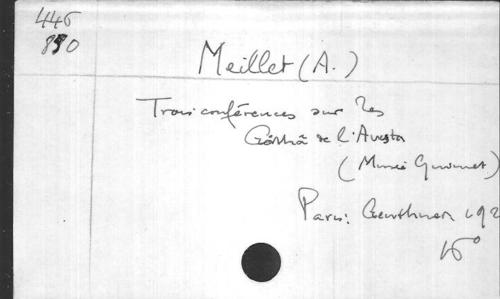 446
890
Meillet (A.)
Trois conférences sur les
Gâthâ de l'Avesta
(Musée Guimet)
Paris: Geuthner 192
16°